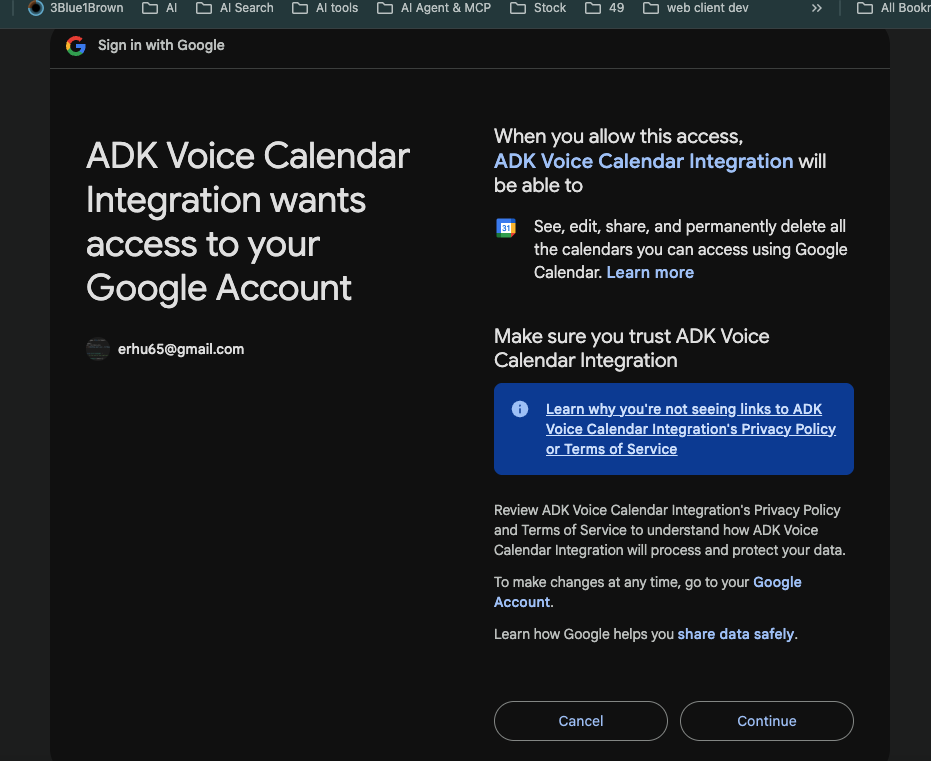 3Blue1Brown AI AI Search AI tools AI Agent & MCP Stock 49 web client dev » All Bookr
Sign in with Google
ADK Voice Calendar
Integration wants
access to your
Google Account
erhu65@gmail.com
When you allow this access,
ADK Voice Calendar Integration will
be able to
31
See, edit, share, and permanently delete all
the calendars you can access using Google
Calendar. Learn more
Make sure you trust ADK Voice
Calendar Integration
Learn why you're not seeing links to ADK
Voice Calendar Integration's Privacy Policy
or Terms of Service
Review ADK Voice Calendar Integration's Privacy Policy
and Terms of Service to understand how ADK Voice
Calendar Integration will process and protect your data.
To make changes at any time, go to your Google
Account.
Learn how Google helps you share data safely.
Cancel Continue